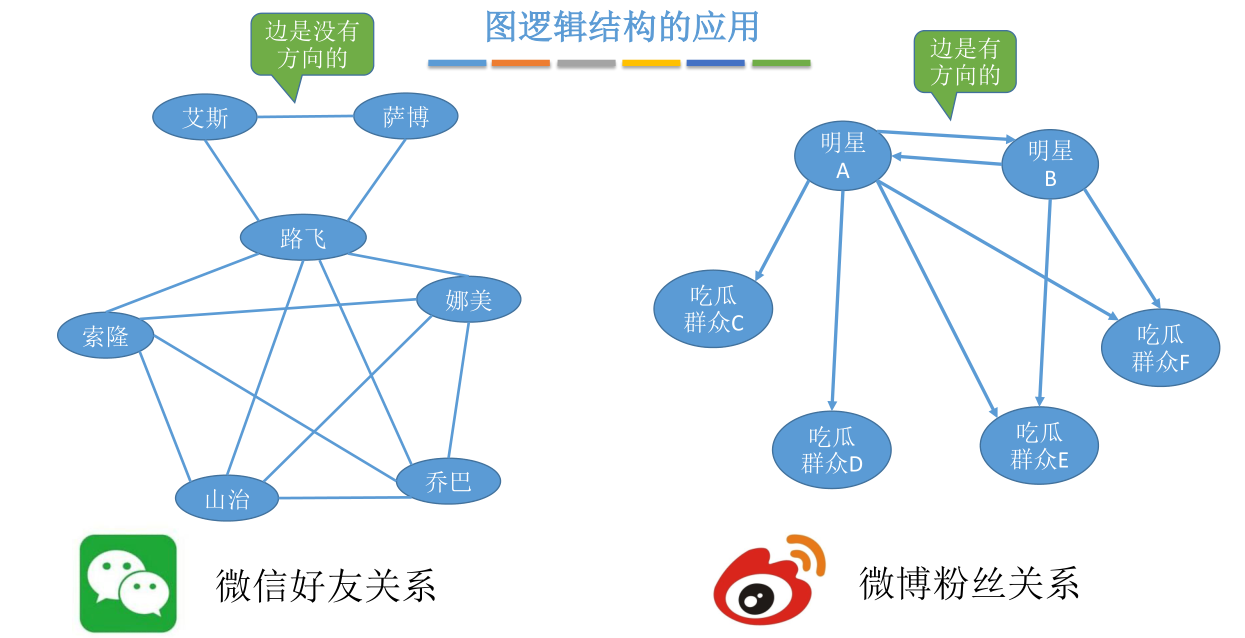 图逻辑结构的应用
边是没有
方向的
艾斯
萨博
路飞
娜美
索隆
山治
乔巴
微信好友关系
边是有
方向的
明星
A
明星
B
吃瓜
群众C
吃瓜
群众D
吃瓜
群众E
吃瓜
群众F
微博粉丝关系